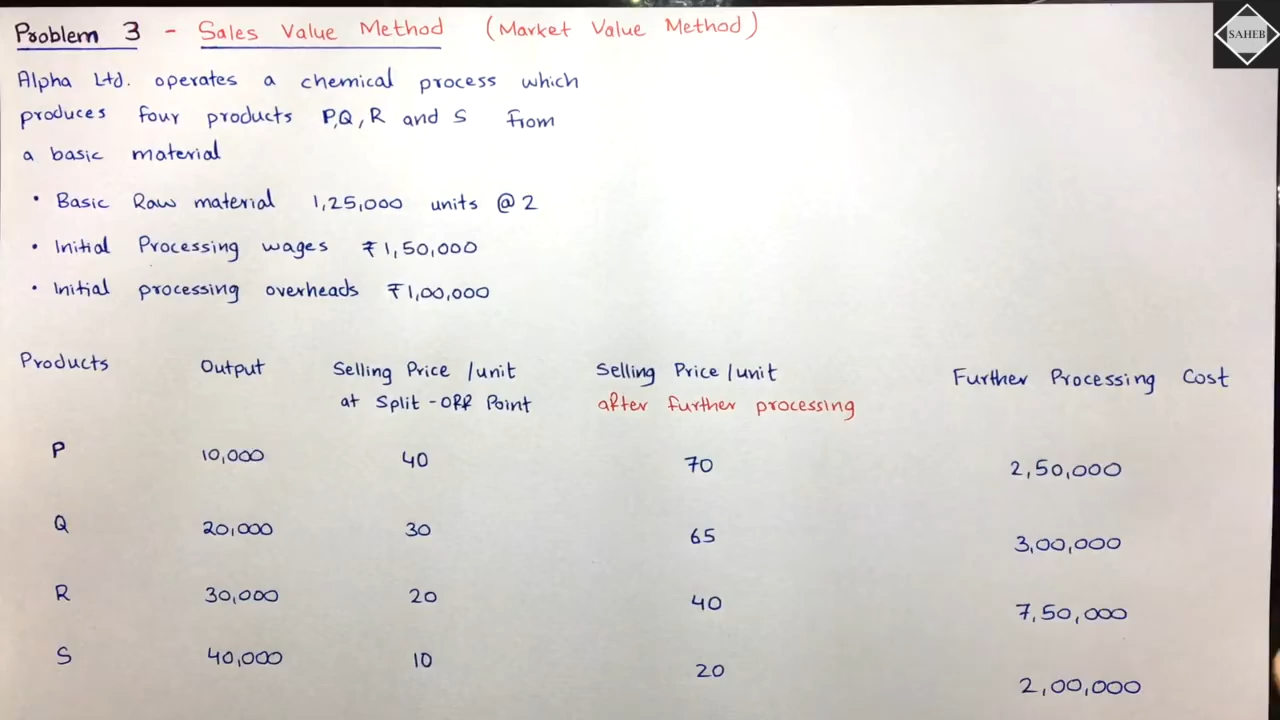 Problem 3 - Sales Value Method (Market Value Method)
SAHEB
Alpha Ltd. operates a chemical process which
produces four products P,Q, R and S from
a basic material
• Basic Raw material 1,25,000 units @ 2
• Initial Processing wages ₹1,50,000
• Initial processing overheads ₹1,00,000
Products Output Selling Price /unit Selling Price /unit Further Processing Cost
at Split-Off Point after further processing
P 10,000 40 70 2,50,000
Q 20,000 30 65 3,00,000
R 30,000 20 40 7,50,000
S 40,000 10 20 2,00,000